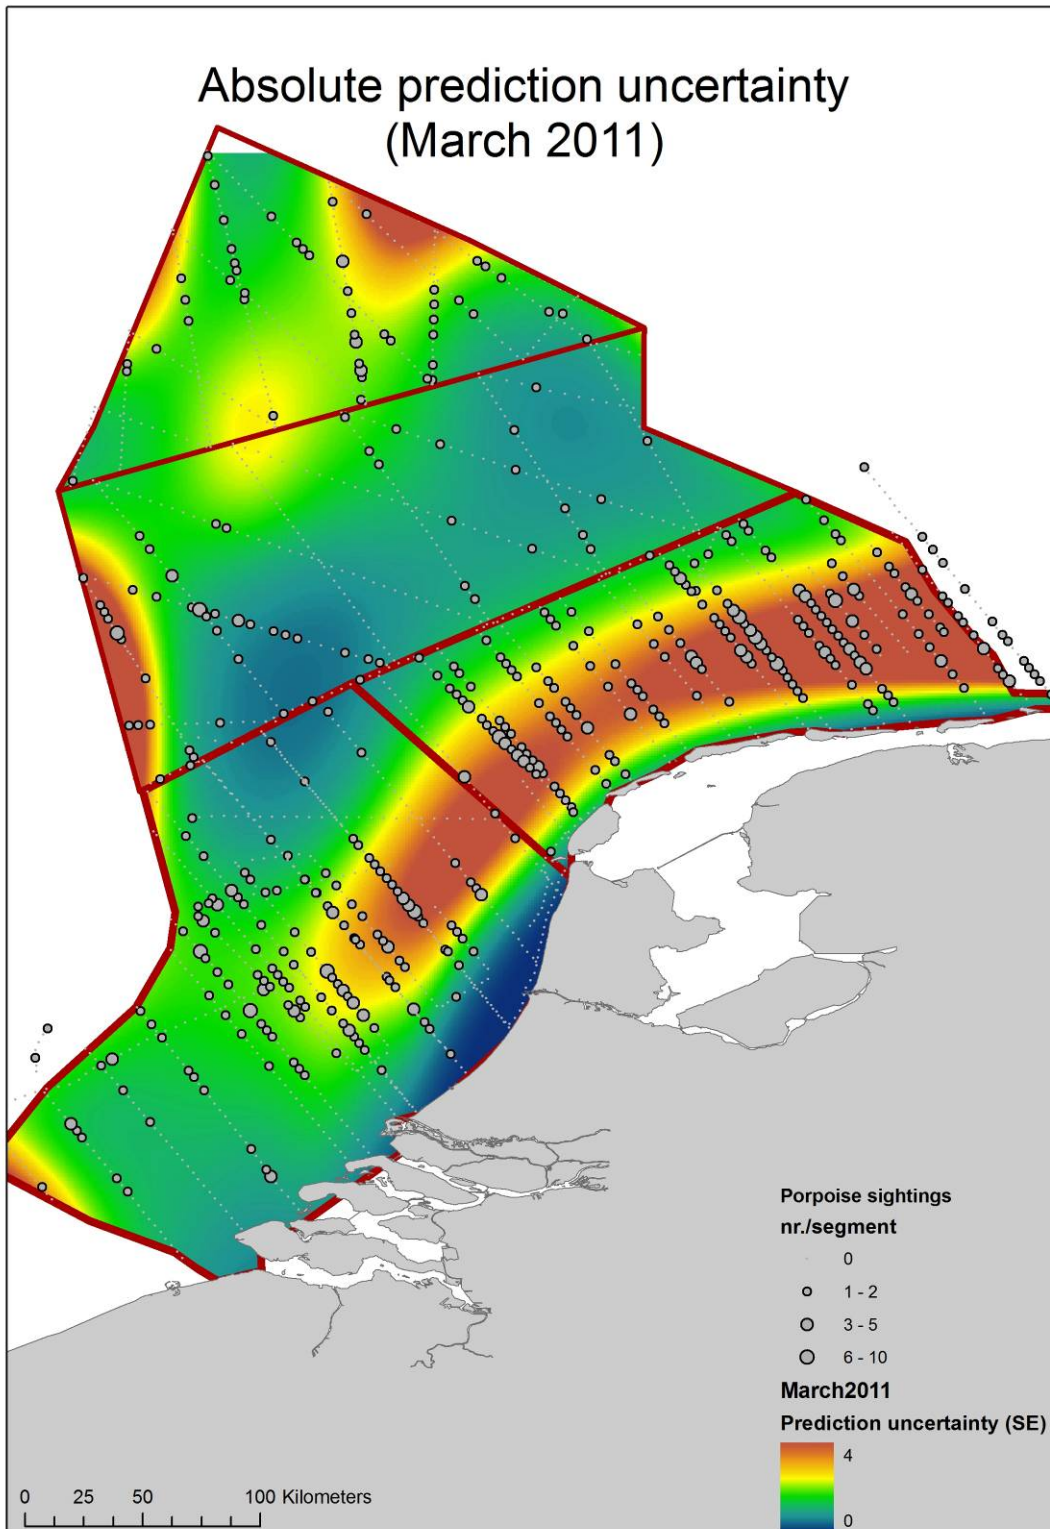 Absolute prediction uncertainty
(March 2011)
Porpoise sightings
nr./segment
0
1 - 2
3 - 5
6 - 10
March2011
Prediction uncertainty (SE)
4
0
0 25 50 100 Kilometers